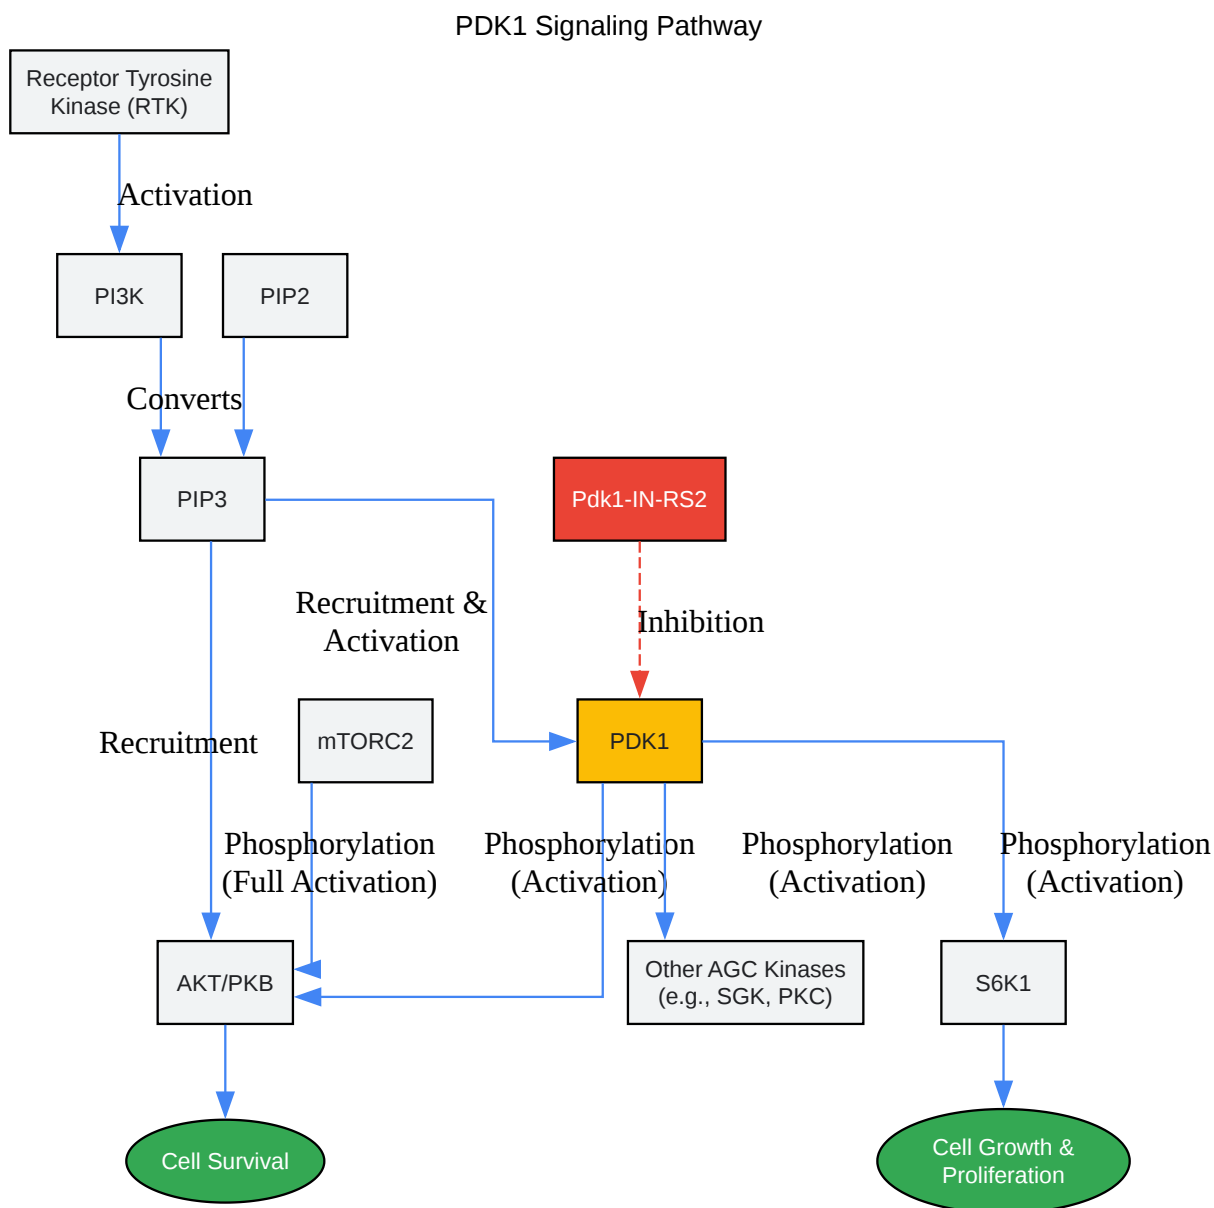 PDK1 Signaling Pathway
Receptor Tyrosine
Kinase (RTK)
Activation
PI3K
PIP2
Converts
PIP3
Pdk1-IN-RS2
Recruitment &
Activation
Inhibition
Recruitment
mTORC2
PDK1
Phosphorylation
(Full Activation)
Phosphorylation
(Activation)
Phosphorylation
(Activation)
Phosphorylation
(Activation)
AKT/PKB
Other AGC Kinases
(e.g., SGK, PKC)
S6K1
Cell Survival
Cell Growth &
Proliferation